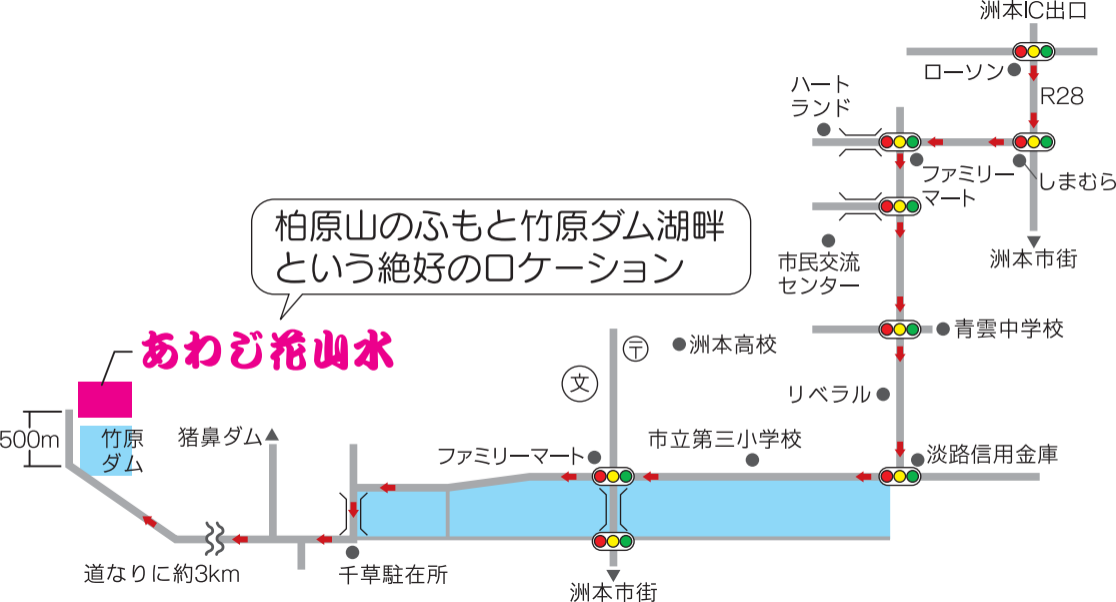 洲本IC出口
ローソン
R28
ハート
ランド
ファミリー
マート
しまむら
洲本市街
市民交流
センター
柏原山のふもと竹原ダム湖畔
という絶好のロケーション
あわじ花山水
青雲中学校
〒
洲本高校
文
リベラル
500m
竹原
ダム
猪鼻ダム
ファミリーマート
市立第三小学校
淡路信用金庫
道なりに約3km
千草駐在所
洲本市街